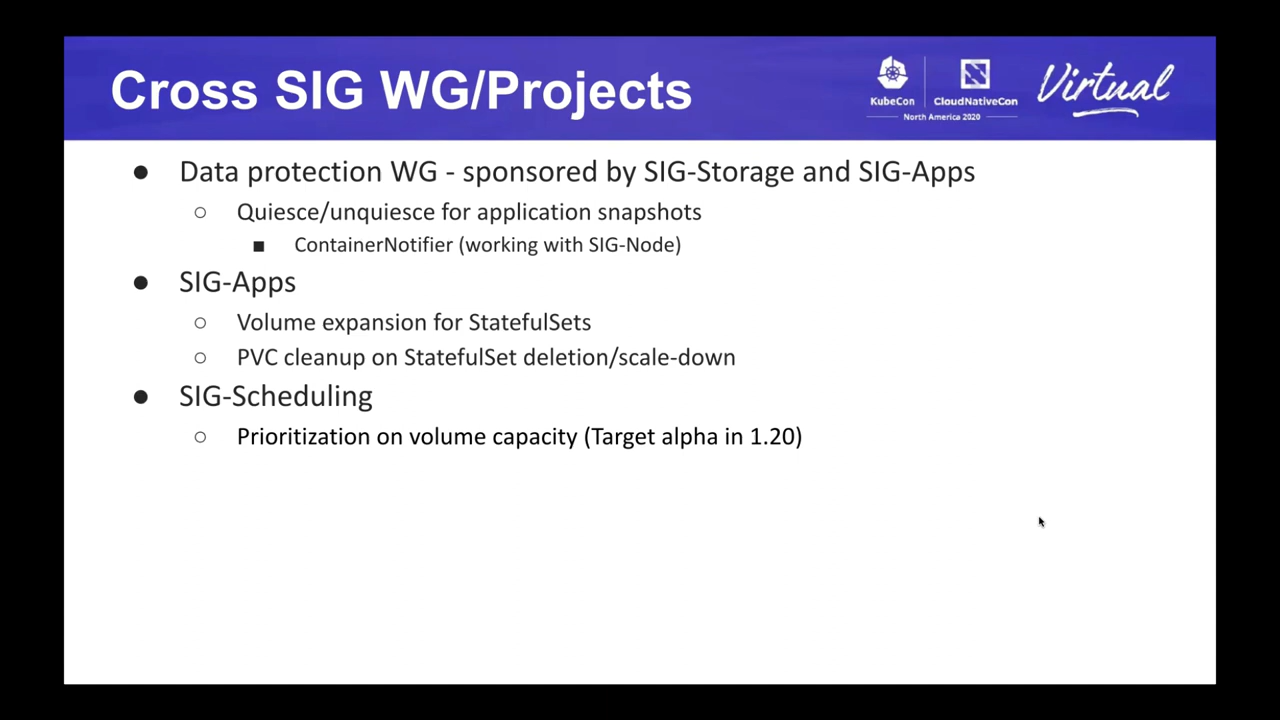 Cross SIG WG/Projects
KubeCon
CloudNativeCon
North America 2020
Virtual
● Data protection WG - sponsored by SIG-Storage and SIG-Apps
○ Quiesce/unquiesce for application snapshots
■ ContainerNotifier (working with SIG-Node)
● SIG-Apps
○ Volume expansion for StatefulSets
○ PVC cleanup on StatefulSet deletion/scale-down
● SIG-Scheduling
○ Prioritization on volume capacity (Target alpha in 1.20)